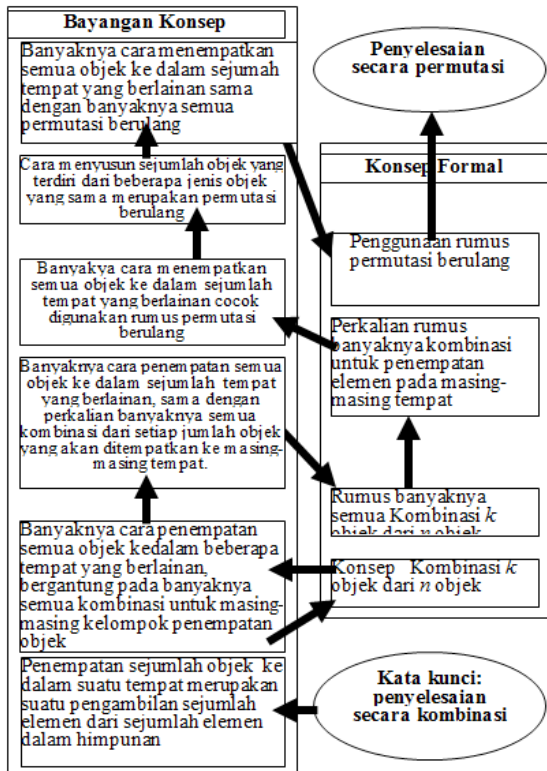 Bayangan Konsep
Banyaknya cara menempatkan
semua objek ke dalam sejumah
tempat yang berlainan sama
dengan banyaknya semua
permutasi berulang
Cara menyusun sejumlah objek yang
terdiri dari beberapa jenis objek
yang sama merupakan permutasi
berulang
Banyakya cara menempatkan
semua objek ke dalam sejumlah
tempat yang berlainan cocok
digunakan rumus permutasi
berulang
Banyaknya cara penempatan semua
objek ke dalam sejumlah tempat
yang berlainan, sama dengan
perkalian banyaknya semua
kombinasi dari setiap jumlah objek
yang akan ditempatkan ke masing-
masing tempat.
Banyaknya cara penempatan
semua objek kedalam beberapa
tempat yang berlainan,
bergantung pada banyaknya
semua kombinasi untuk masing-
masing kelompok penempatan
objek
Penempatan sejumlah objek ke
dalam suatu tempat merupakan
suatu pengambilan sejumlah
elemen dari sejumlah elemen
dalam himpunan
Penyelesaian
secara permutasi
Konsep Formal
Penggunaan rumus
permutasi berulang
Perkalian rumus
banyaknya kombinasi
untuk penempatan
elemen pada masing-
masing tempat
Rumus banyaknya
semua Kombinasi k
objek dari n objek
Konsep Kombinasi k
objek dari n objek
Kata kunci:
penyelesaian
secara kombinasi